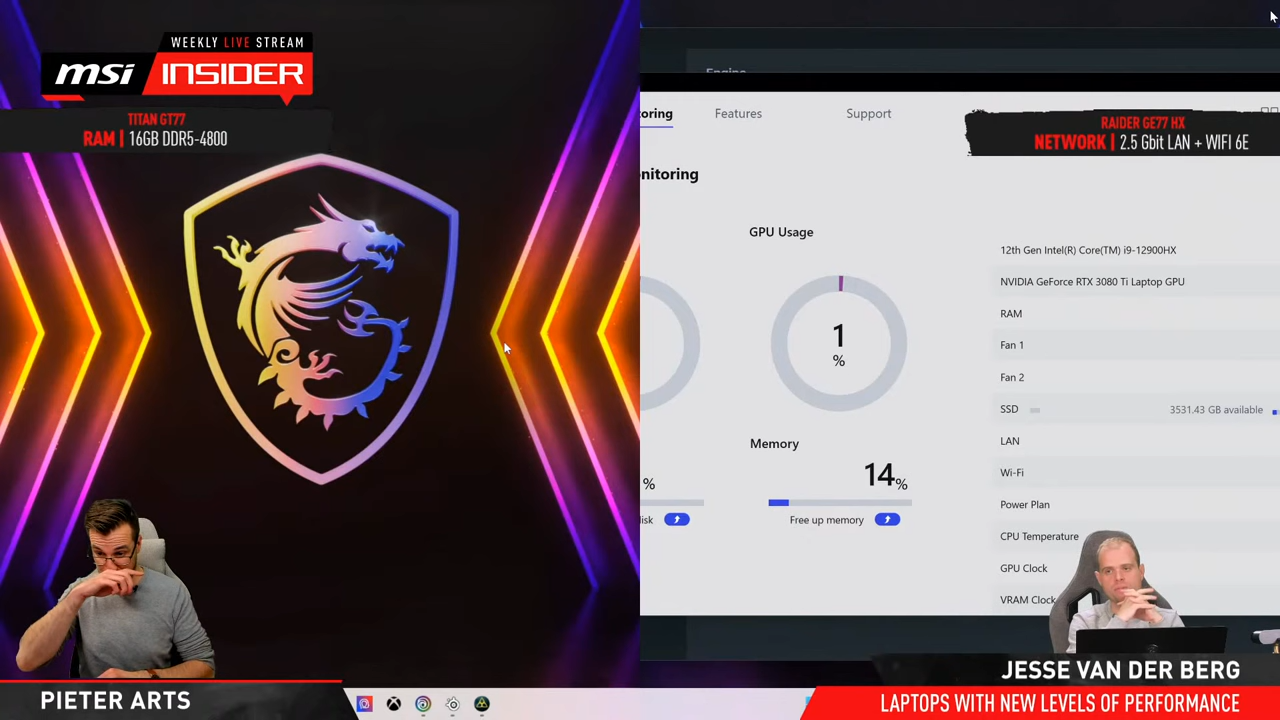 WEEKLY LIVE STREAM
msi INSIDER
TITAN GT77
RAM | 16GB DDR5-4800
Engine
oring
Features
Support
RAIDER GE77 HX
NETWORK | 2.5 Gbit LAN + WIFI 6E
nitoring
GPU Usage
1
%
12th Gen Intel(R) Core(TM) i9-12900HX
NVIDIA GeForce RTX 3080 Ti Laptop GPU
RAM
Fan 1
Fan 2
SSD
3531.43 GB available
LAN
Wi-Fi
Power Plan
CPU Temperature
GPU Clock
VRAM Clock
Memory
%
14%
isk
Free up memory
PIETER ARTS
JESSE VAN DER BERG
LAPTOPS WITH NEW LEVELS OF PERFORMANCE